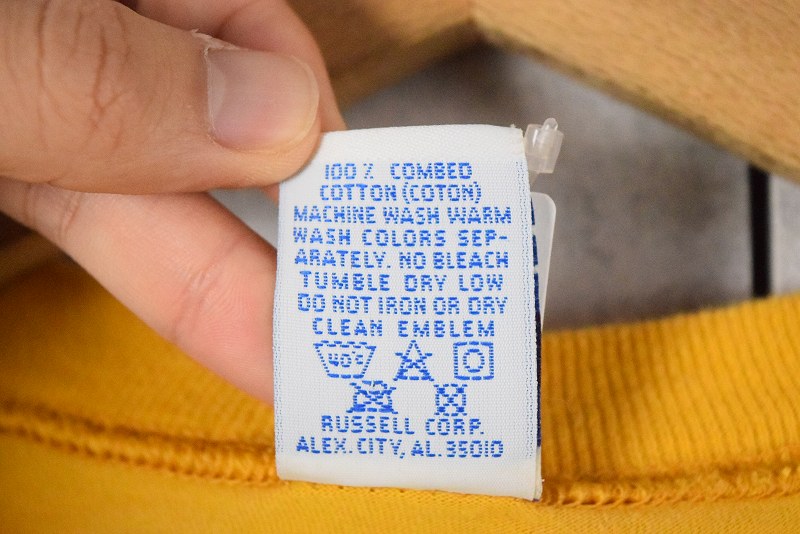 100% COMBED
COTTON (COTON)
MACHINE WASH WARM
WASH COLORS SEP-
ARATELY. NO BLEACH
TUMBLE DRY LOW
DO NOT IRON OR DRY
CLEAN EMBLEM
40°C
RUSSELL CORP.
ALEX. CITY, AL. 35010